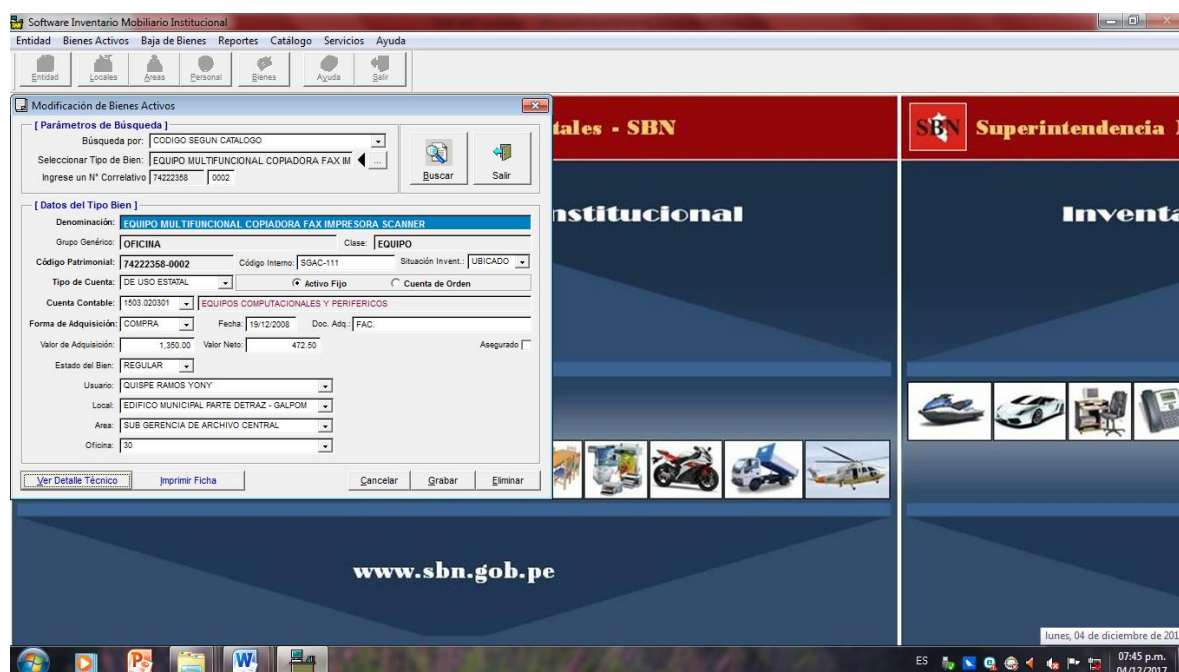 Software Inventario Mobiliario Institucional
Entidad Bienes Activos Baja de Bienes Reportes Catálogo Servicios Ayuda
Entidad Locales Áreas Personal Bienes Ayuda Salir
Modificación de Bienes Activos
[ Parámetros de Búsqueda ]
Búsqueda por: CODIGO SEGUN CATALOGO
Seleccionar Tipo de Bien: EQUIPO MULTIFUNCIONAL COPIADORA FAX IM ...
Ingrese un N° Correlativo 74222358 0002
Buscar Salir
[ Datos del Tipo Bien ]
Denominación: EQUIPO MULTIFUNCIONAL COPIADORA FAX IMPRESORA SCANNER
Grupo Genérico: OFICINA Clase: EQUIPO
Código Patrimonial: 74222358-0002 Código Interno: SGAC-111 Situación Invent.: UBICADO
Tipo de Cuenta: DE USO ESTATAL Activo Fijo Cuenta de Orden
Cuenta Contable: 1503.020301 EQUIPOS COMPUTACIONALES Y PERIFERICOS
Forma de Adquisición: COMPRA Fecha: 19/12/2008 Doc. Adq.: FAC.
Valor de Adquisición: 1,350.00 Valor Neto: 472.50 Asegurado
Estado del Bien: REGULAR
Usuario: QUISPE RAMOS YONY
Local: EDIFICO MUNICIPAL PARTE DETRAZ - GALPOM
Area: SUB GERENCIA DE ARCHIVO CENTRAL
Oficina: 30
Ver Detalle Técnico Imprimir Ficha Cancelar Grabar Eliminar
tales - SBN
nstitucional
www.sbn.gob.pe
SBN Superintendencia
Inventa
lunes, 04 de diciembre de 201
ES 07:45 p.m.
04/12/2017